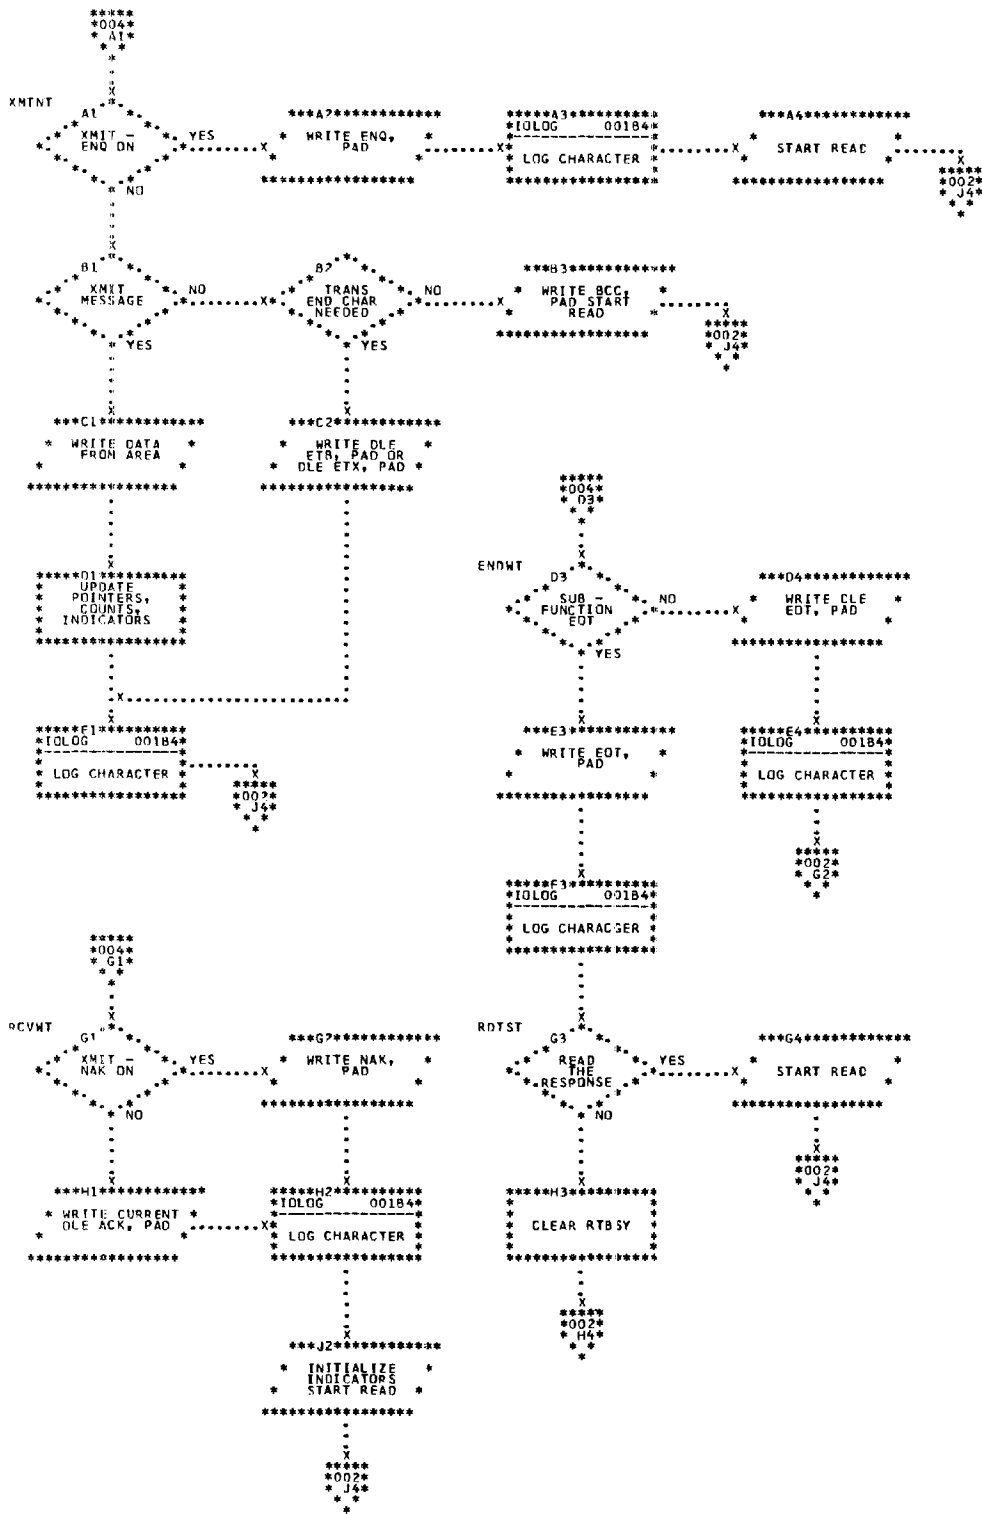 004
A1
XMTNT
A1
XMIT -
ENQ ON
YES
NO
A2
WRITE ENQ,
PAD
A3
IOLOG 001B4
LOG CHARACTER
A4
START READ
002
J4
B1
XMIT
MESSAGE
NO
YES
B2
TRANS
END CHAR
NEEDED
NO
YES
B3
WRITE BCC,
PAD START
READ
002
J4
C1
WRITE DATA
FROM AREA
C2
WRITE DLE
ETB, PAD OR
DLE ETX, PAD
D1
UPDATE
POINTERS,
COUNTS,
INDICATORS
004
D3
ENDWT
D3
SUB -
FUNCTION
EOT
NO
YES
D4
WRITE DLE
EOT, PAD
E1
IOLOG 001B4
LOG CHARACTER
002
J4
E3
WRITE EOT,
PAD
E4
IOLOG 001B4
LOG CHARACTER
002
G2
F3
IOLOG 001B4
LOG CHARACGER
004
G1
RCVWT
G1
XMIT -
NAK ON
YES
NO
G2
WRITE NAK,
PAD
RDTST
G3
READ
THE
RESPONSE
YES
NO
G4
START READ
002
J4
H1
WRITE CURRENT
DLE ACK, PAD
H2
IOLOG 001B4
LOG CHARACTER
H3
CLEAR RTBSY
002
H4
J2
INITIALIZE
INDICATORS
START READ
002
J4